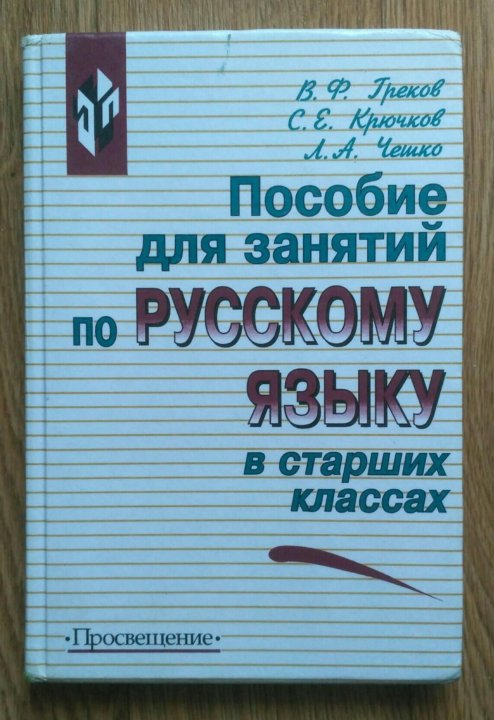 В. Ф. Греков
С. Е. Крючков
Л. А. Чешко
Пособие
для занятий
по РУССКОМУ
ЯЗЫКУ
в старших
классах
•Просвещение•